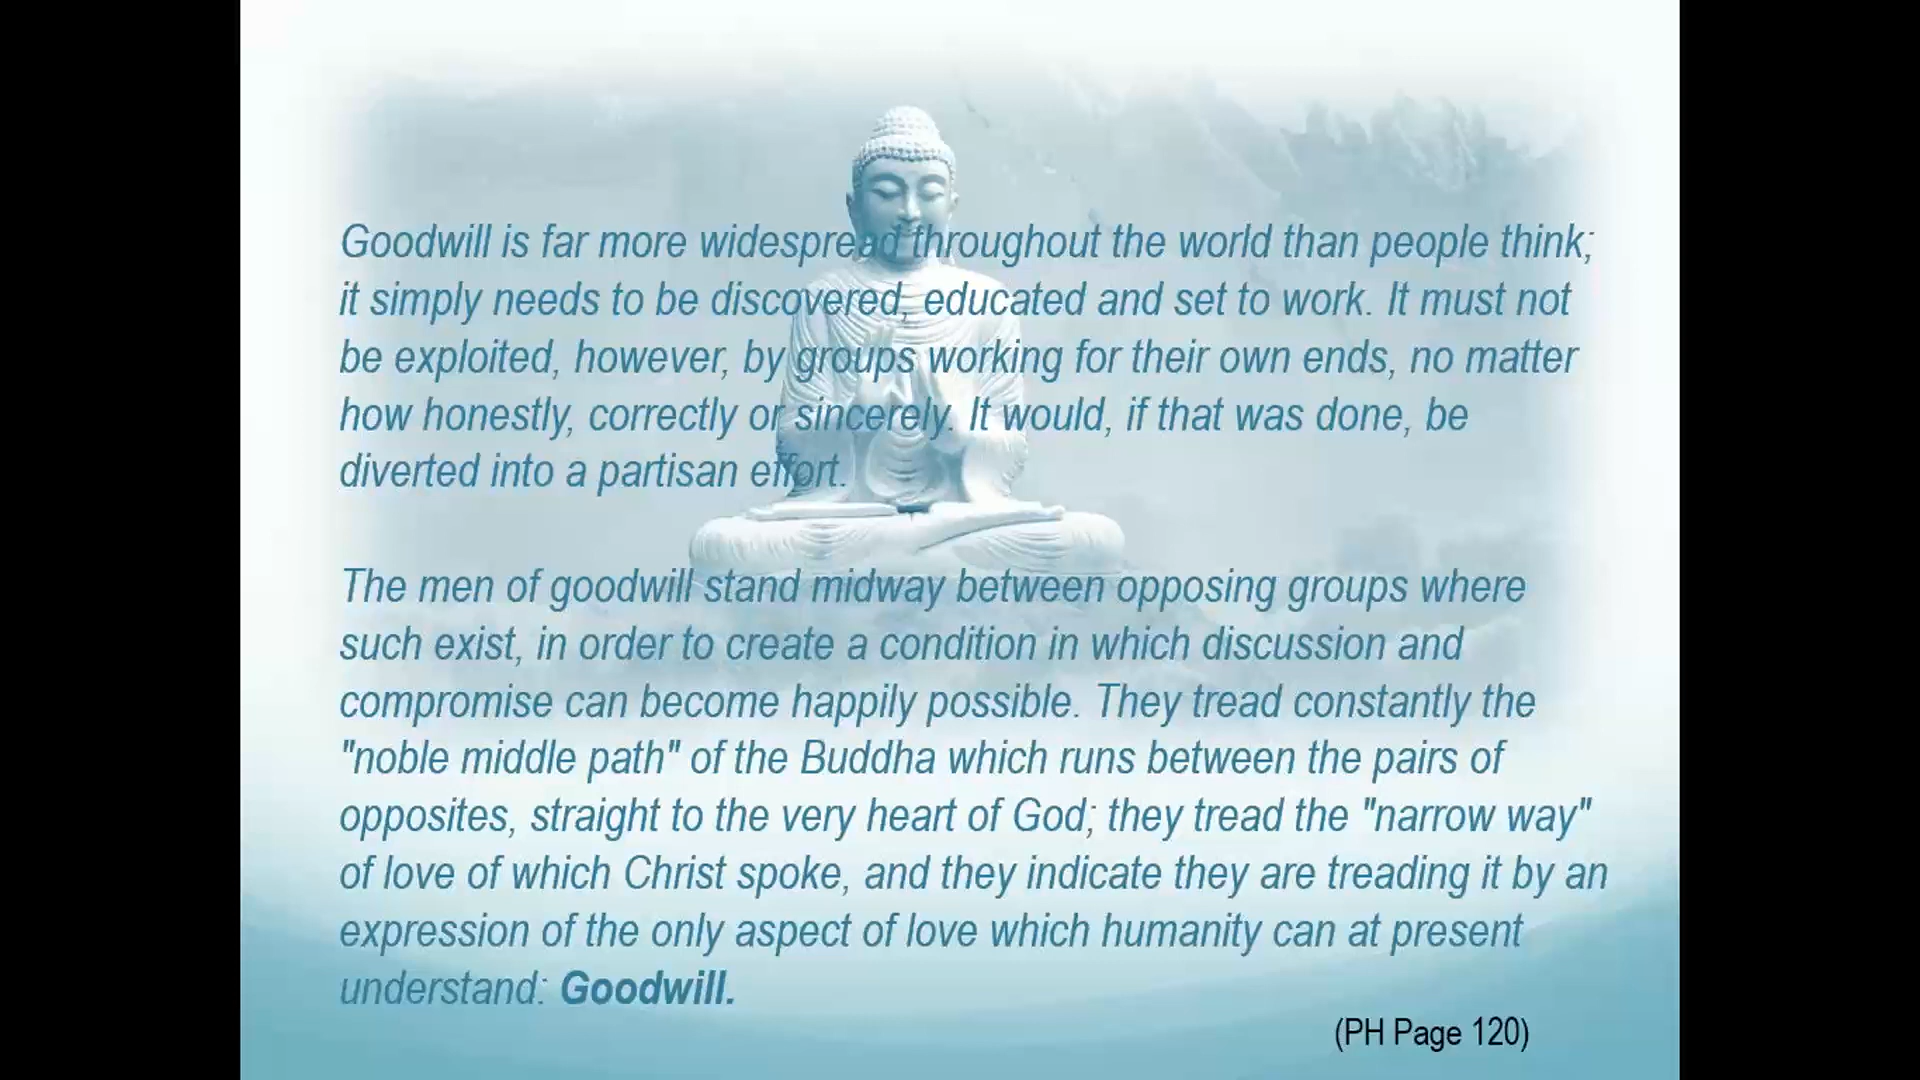 Goodwill is far more widespread throughout the world than people think;
it simply needs to be discovered, educated and set to work. It must not
be exploited, however, by groups working for their own ends, no matter
how honestly, correctly or sincerely. It would, if that was done, be
diverted into a partisan effort.
The men of goodwill stand midway between opposing groups where
such exist, in order to create a condition in which discussion and
compromise can become happily possible. They tread constantly the
"noble middle path" of the Buddha which runs between the pairs of
opposites, straight to the very heart of God; they tread the "narrow way"
of love of which Christ spoke, and they indicate they are treading it by an
expression of the only aspect of love which humanity can at present
understand: Goodwill.
(PH Page 120)